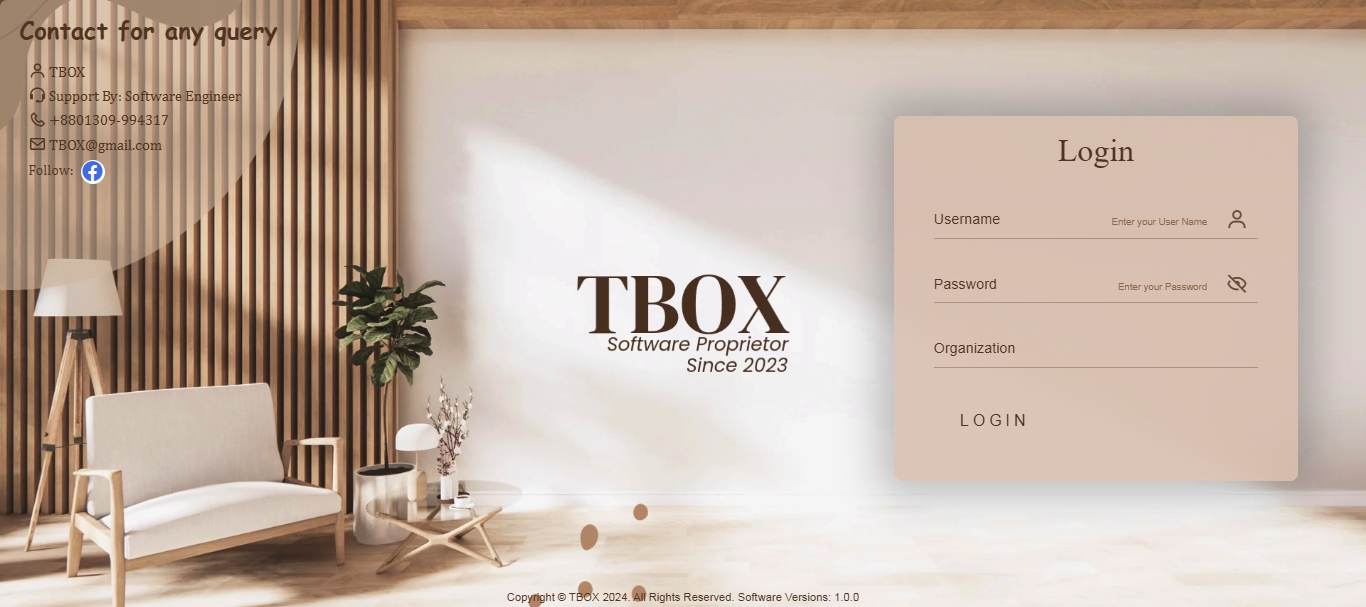 Contact for any query
TBOX
Support By: Software Engineer
+8801309-994317
TBOX@gmail.com
Follow:
TBOX
Software Proprietor
Since 2023
Login
Username Enter your User Name
Password Enter your Password
Organization
LOGIN
Copyright © TBOX 2024. All Rights Reserved. Software Versions: 1.0.0